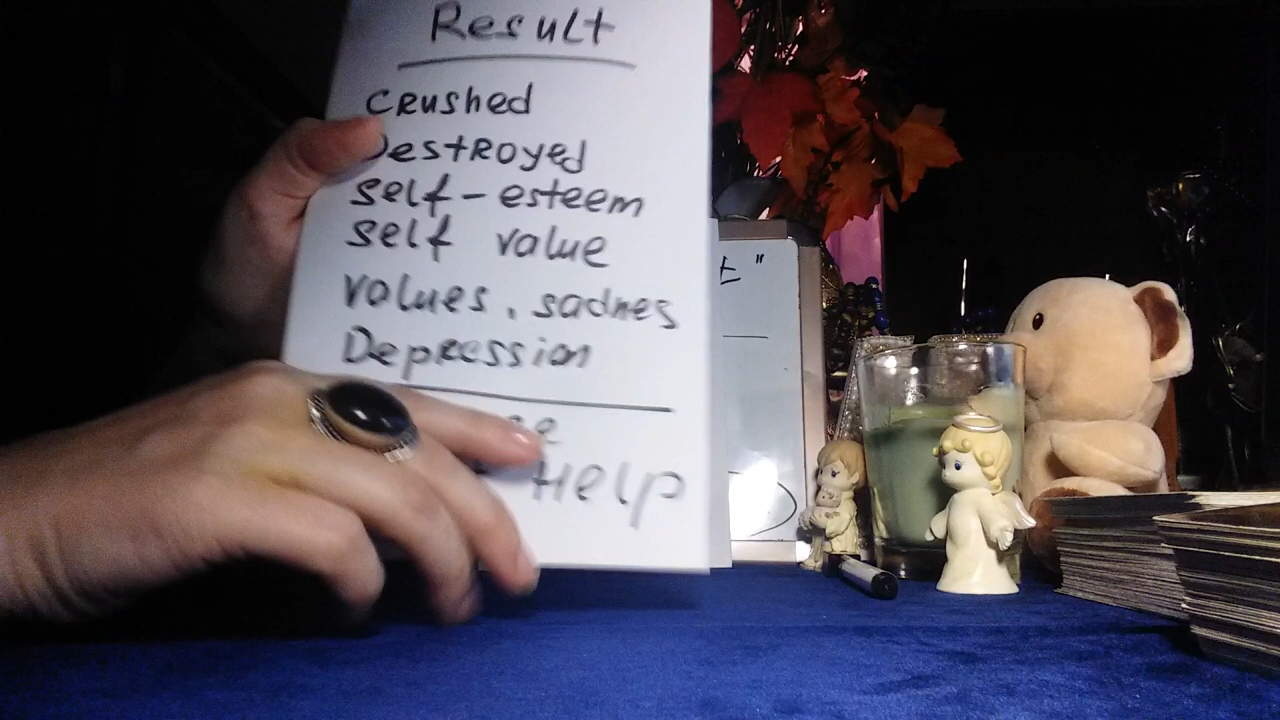 Result
Crushed
Destroyed
self-esteem
self value
values, sadnes
Depression
Help